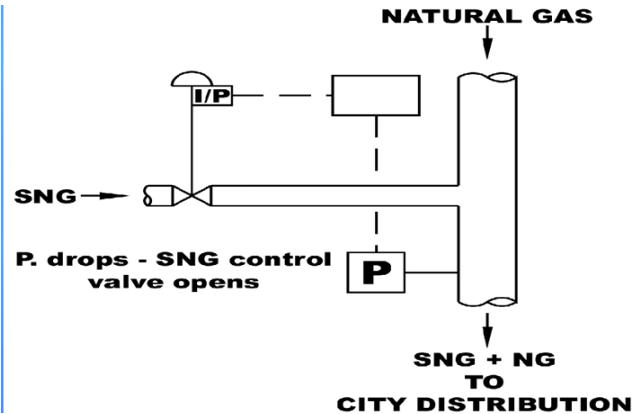 NATURAL GAS
I/P
SNG
P. drops - SNG control
valve opens
P
SNG + NG
TO
CITY DISTRIBUTION